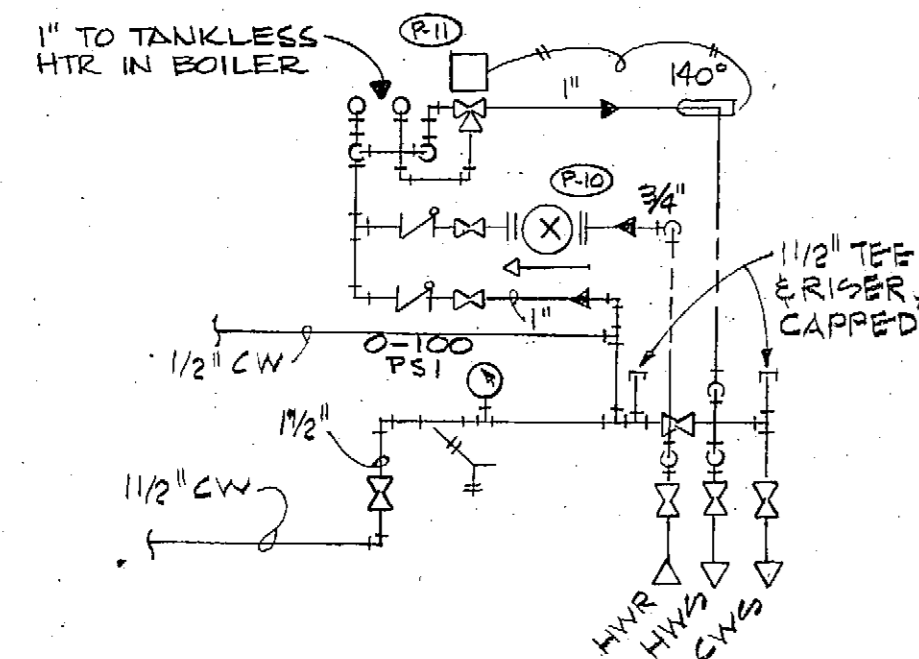 1" TO TANKLESS
HTR IN BOILER
P-11
1"
140°
P-10
3/4"
1 1/2" TEE
& RISER,
CAPPED
1"
1/2" CW
0-100
PSI
1 1/2"
1 1/2" CW
HWR
HWS
CWS